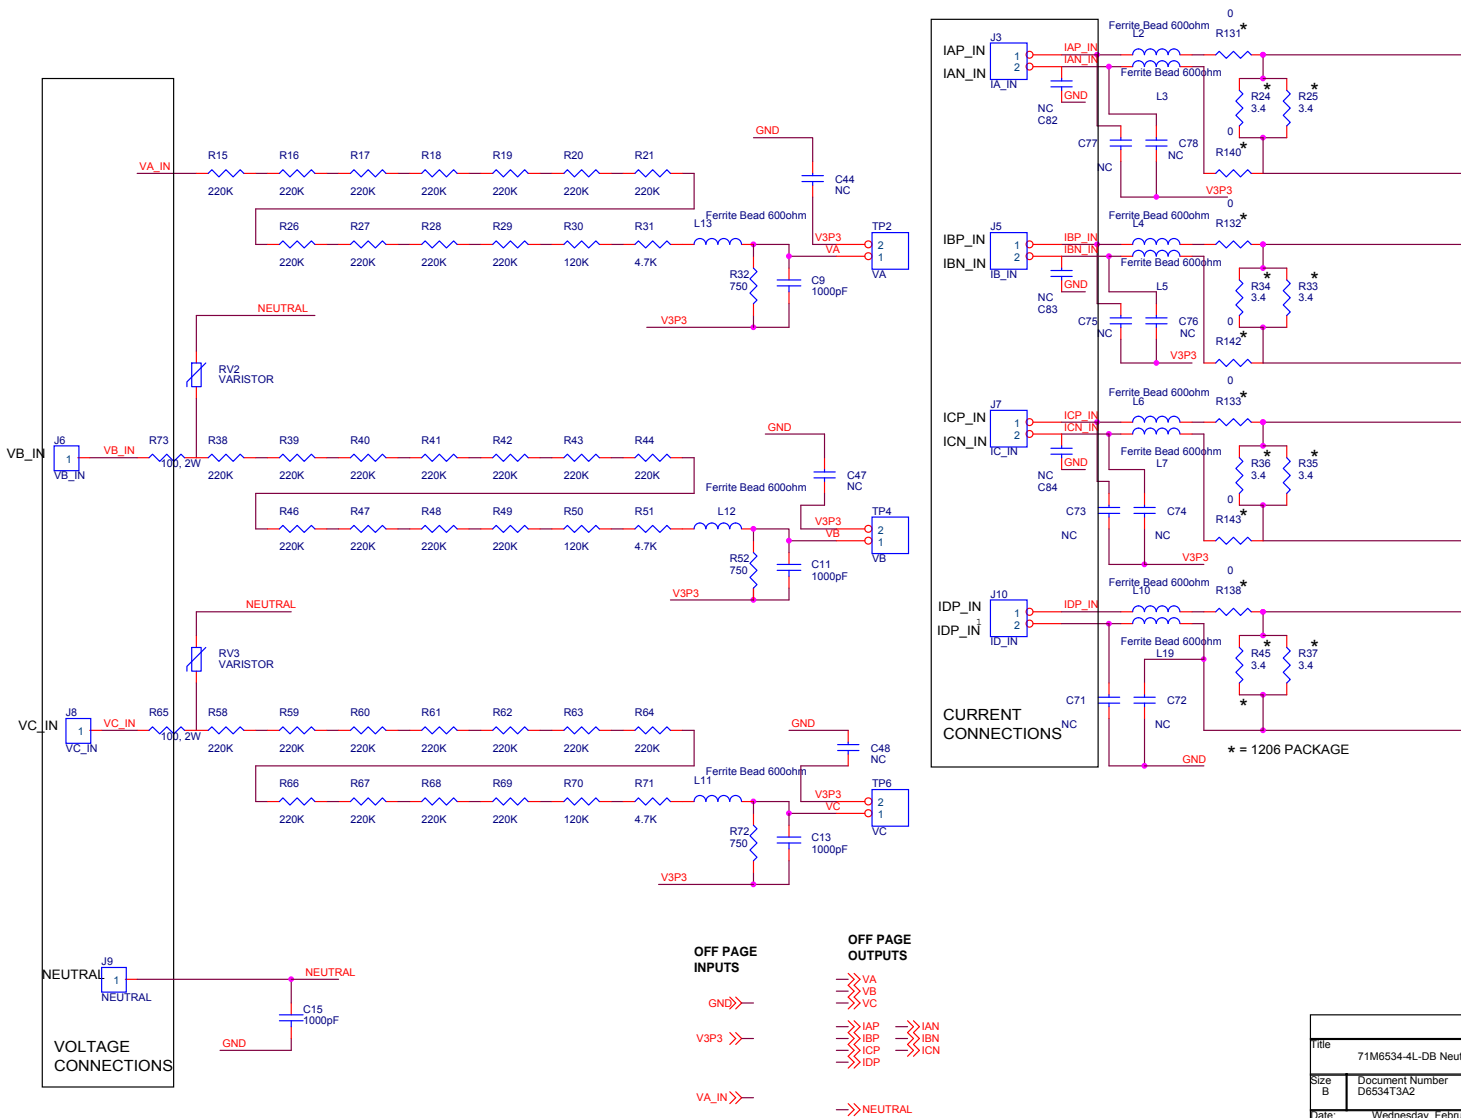 VOLTAGE
CONNECTIONS
VA_IN
R15
220K
R16
220K
R17
220K
R18
220K
R19
220K
R20
220K
R21
220K
R26
220K
R27
220K
R28
220K
R29
220K
R30
120K
R31
4.7K
L13
Ferrite Bead 600ohm
R32
750
C9
1000pF
V3P3
GND
C44
NC
V3P3
VA
TP2
2
1
VA
NEUTRAL
RV2
VARISTOR
VB_IN
J6
1
VB_IN
VB_IN
R73
100, 2W
R38
220K
R39
220K
R40
220K
R41
220K
R42
220K
R43
220K
R44
220K
R46
220K
R47
220K
R48
220K
R49
220K
R50
120K
R51
4.7K
Ferrite Bead 600ohm
L12
R52
750
C11
1000pF
V3P3
GND
C47
NC
V3P3
VB
TP4
2
1
VB
NEUTRAL
RV3
VARISTOR
VC_IN
J8
1
VC_IN
VC_IN
R65
100, 2W
R58
220K
R59
220K
R60
220K
R61
220K
R62
220K
R63
220K
R64
220K
R66
220K
R67
220K
R68
220K
R69
220K
R70
120K
R71
4.7K
Ferrite Bead 600ohm
L11
R72
750
C13
1000pF
V3P3
GND
C48
NC
V3P3
VC
TP6
2
1
VC
NEUTRAL
J9
1
NEUTRAL
NEUTRAL
C15
1000pF
GND
OFF PAGE
INPUTS
GND
V3P3
VA_IN
OFF PAGE
OUTPUTS
VA
VB
VC
IAP
IBP
ICP
IDP
IAN
IBN
ICN
NEUTRAL
CURRENT
CONNECTIONS
IAP_IN
IAN_IN
J3
1
2
IA_IN
IAP_IN
IAN_IN
Ferrite Bead 600ohm
L2
Ferrite Bead 600ohm
L3
0
R131
*
GND
NC
C82
C77
NC
C78
NC
R24
3.4
*
R25
3.4
*
0
R140
*
V3P3
IBP_IN
IBN_IN
J5
1
2
IB_IN
IBP_IN
IBN_IN
Ferrite Bead 600ohm
L4
Ferrite Bead 600ohm
L5
0
R132
*
GND
NC
C83
C75
NC
C76
NC
R34
3.4
*
R33
3.4
*
0
R142
*
V3P3
ICP_IN
ICN_IN
J7
1
2
IC_IN
ICP_IN
ICN_IN
Ferrite Bead 600ohm
L6
Ferrite Bead 600ohm
L7
0
R133
*
GND
NC
C84
C73
NC
C74
NC
R36
3.4
*
R35
3.4
*
0
R143
*
V3P3
IDP_IN
IDP_IN
1
J10
1
2
ID_IN
IDP_IN
Ferrite Bead 600ohm
L10
Ferrite Bead 600ohm
L19
0
R138
*
C71
NC
C72
NC
R45
3.4
*
R37
3.4
*
*
GND
* = 1206 PACKAGE
Title
71M6534-4L-DB Neut
Size
B
Document Number
D6534T3A2
Date:
Wednesday, Febru